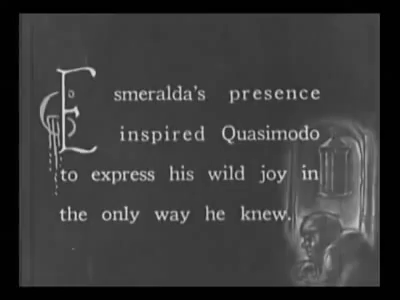 Esmeralda's presence
inspired Quasimodo
to express his wild joy in
the only way he knew.